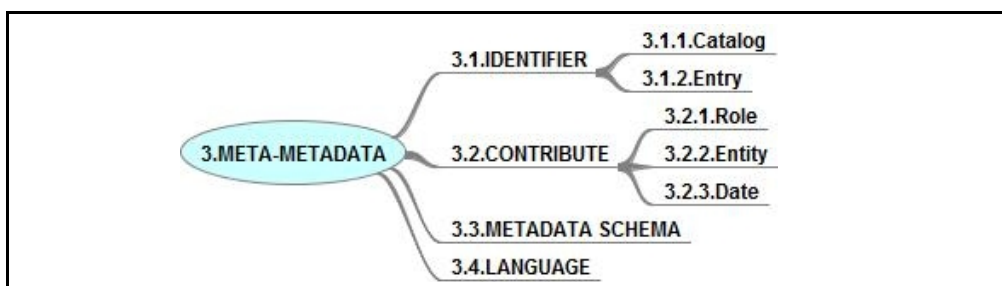 3.META-METADATA
3.1.IDENTIFIER
3.1.1.Catalog
3.1.2.Entry
3.2.CONTRIBUTE
3.2.1.Role
3.2.2.Entity
3.2.3.Date
3.3.METADATA SCHEMA
3.4.LANGUAGE